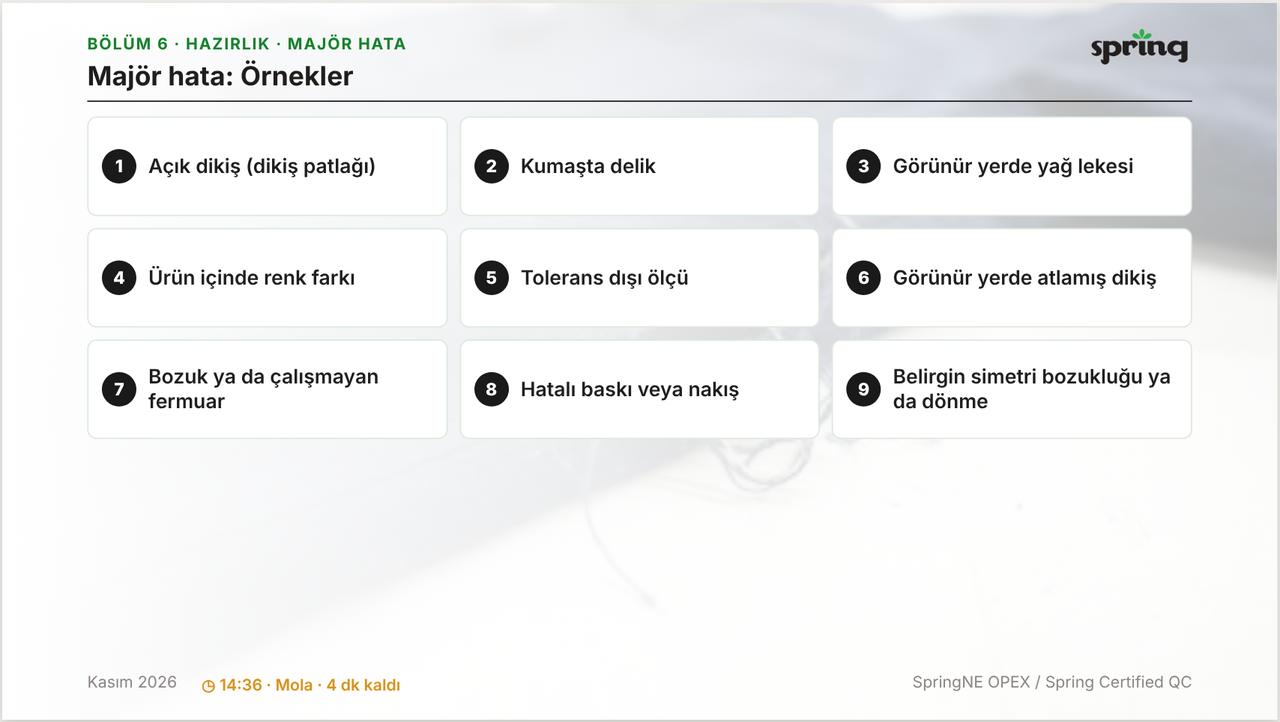 BÖLÜM 6 · HAZIRLIK · MAJÖR HATA
spring
Majör hata: Örnekler
1 Açık dikiş (dikiş patlağı)
2 Kumaşta delik
3 Görünür yerde yağ lekesi
4 Ürün içinde renk farkı
5 Tolerans dışı ölçü
6 Görünür yerde atlamış dikiş
7 Bozuk ya da çalışmayan
fermuar
8 Hatalı baskı veya nakış
9 Belirgin simetri bozukluğu ya
da dönme
Kasım 2026
14:36 · Mola · 4 dk kaldı
SpringNE OPEX / Spring Certified QC